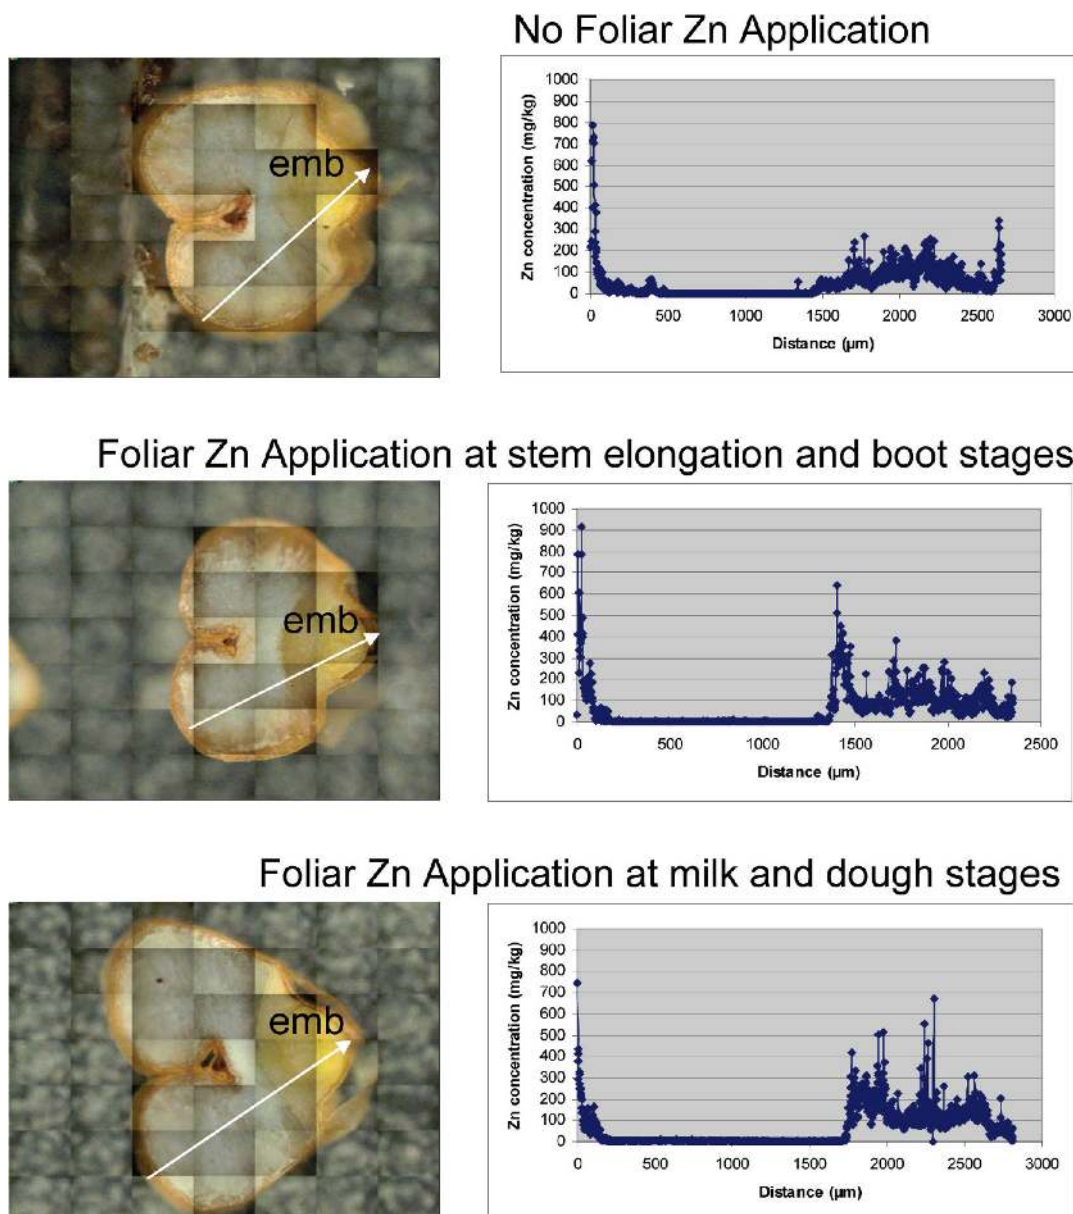 No Foliar Zn Application
emb
Zn concentration (mg/kg)
1000
900
800
700
600
500
400
300
200
100
0
0 500 1000 1500 2000 2500 3000
Distance (µm)
Foliar Zn Application at stem elongation and boot stages
emb
Zn concentration (mg/kg)
1000
900
800
700
600
500
400
300
200
100
0
0 500 1000 1500 2000 2500
Distance (µm)
Foliar Zn Application at milk and dough stages
emb
Zn concentration (mg/kg)
1000
900
800
700
600
500
400
300
200
100
0
0 500 1000 1500 2000 2500 3000
Distance (µm)